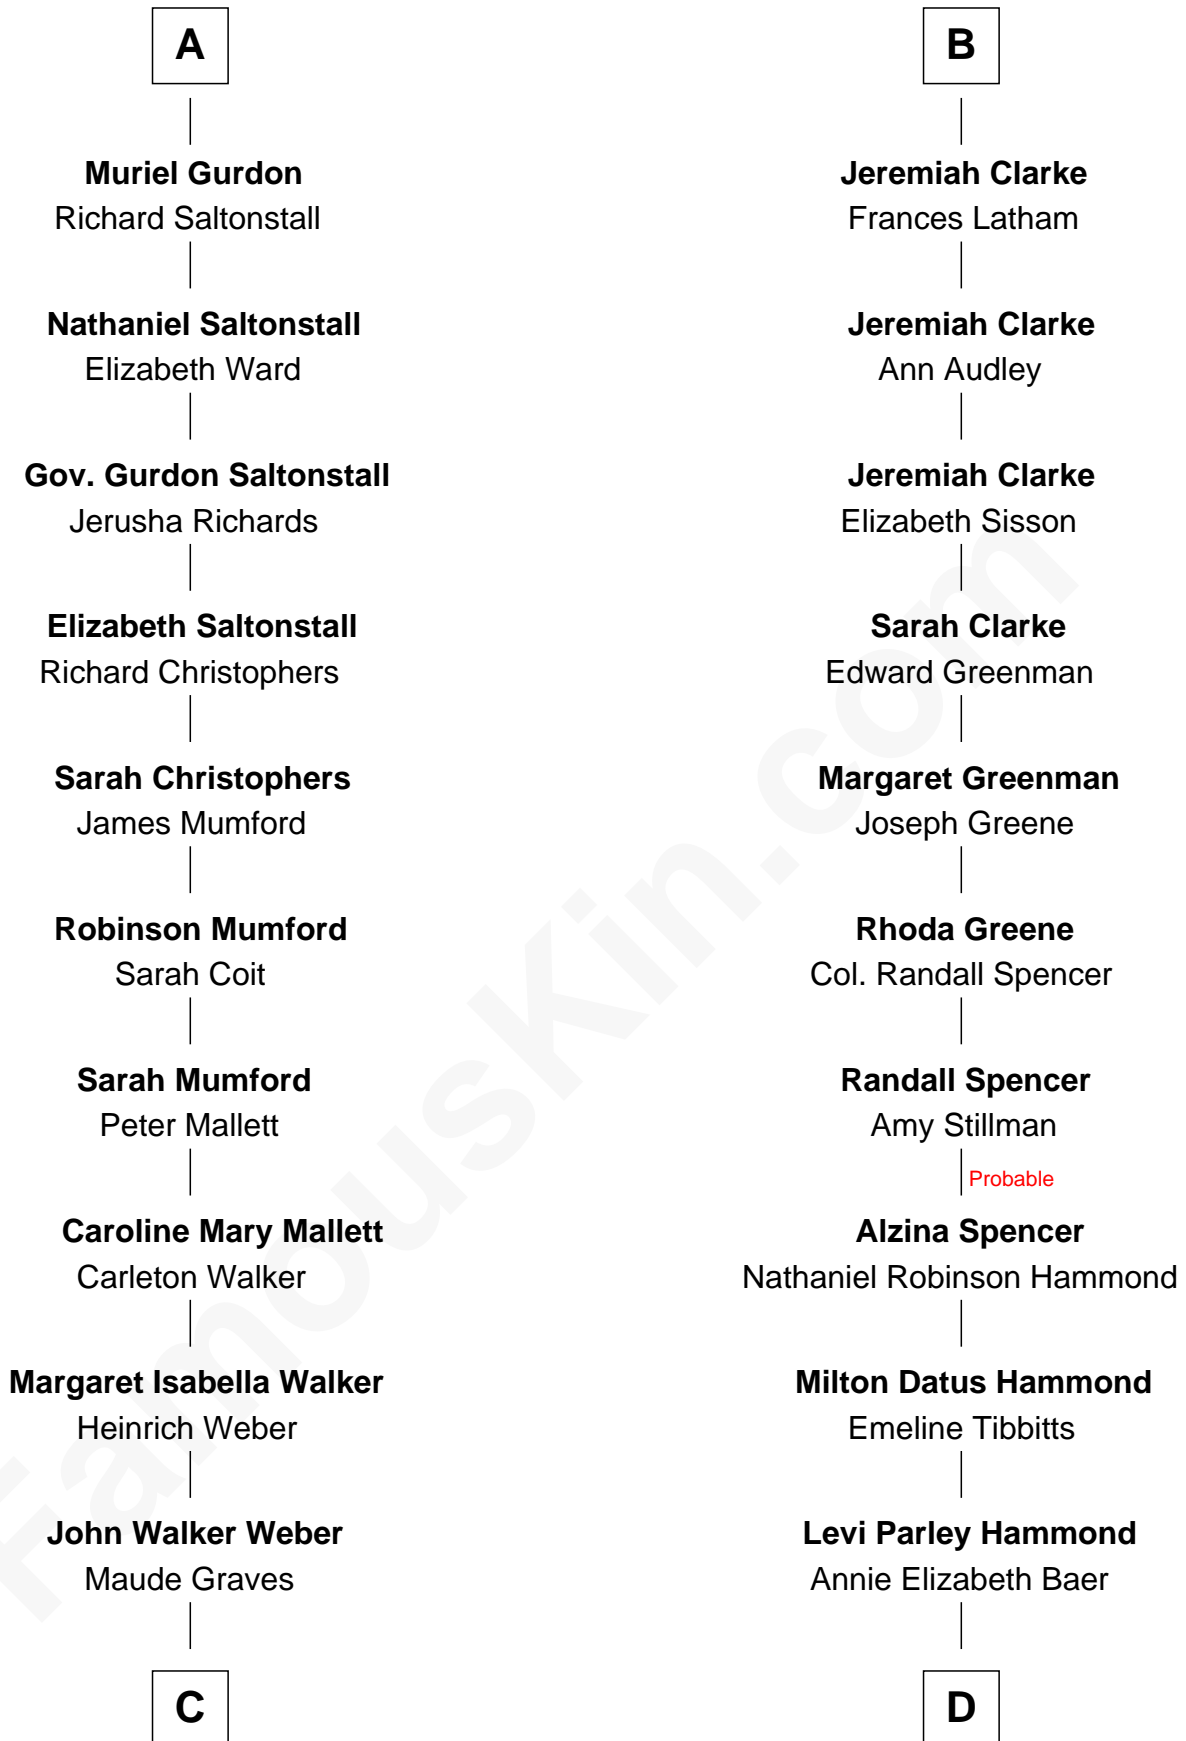 A
Muriel Gurdon
Richard Saltonstall
Nathaniel Saltonstall
Elizabeth Ward
Gov. Gurdon Saltonstall
Jerusha Richards
Elizabeth Saltonstall
Richard Christophers
Sarah Christophers
James Mumford
Robinson Mumford
Sarah Coit
Sarah Mumford
Peter Mallett
Caroline Mary Mallett
Carleton Walker
Margaret Isabella Walker
Heinrich Weber
John Walker Weber
Maude Graves
C
B
Jeremiah Clarke
Frances Latham
Jeremiah Clarke
Ann Audley
Jeremiah Clarke
Elizabeth Sisson
Sarah Clarke
Edward Greenman
Margaret Greenman
Joseph Greene
Rhoda Greene
Col. Randall Spencer
Randall Spencer
Amy Stillman
Probable
Alzina Spencer
Nathaniel Robinson Hammond
Milton Datus Hammond
Emeline Tibbitts
Levi Parley Hammond
Annie Elizabeth Baer
D
FamousKin.com